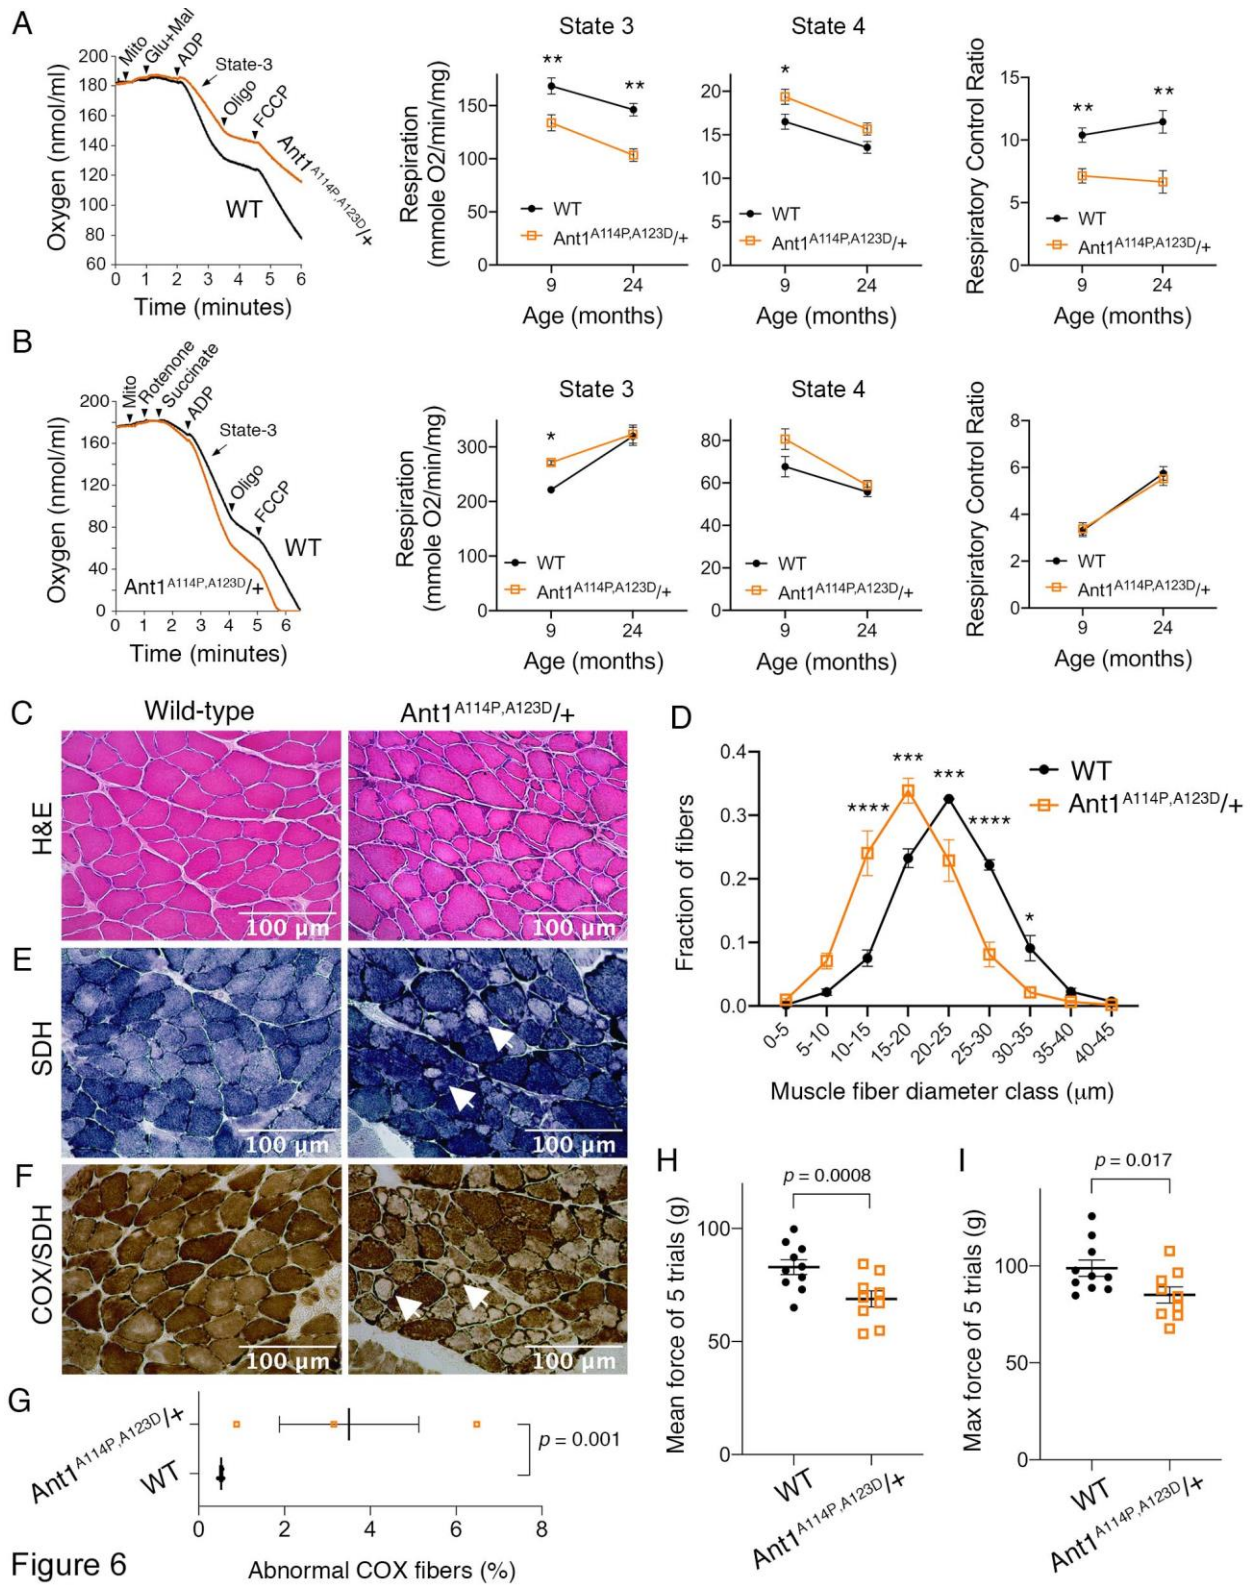 A
Mito
Glu+Mal
ADP
State-3
Oligo
FCCP
Ant1A114P,A123D/+
WT
Oxygen (nmol/ml)
200
180
160
140
120
100
80
60
0 1 2 3 4 5 6
Time (minutes)
State 3
Respiration
(mmole O2/min/mg)
150
100
50
0
** **
WT
Ant1A114P,A123D/+
9 24
Age (months)
State 4
20
15
10
5
0
*
WT
Ant1A114P,A123D/+
9 24
Age (months)
Respiratory Control Ratio
15
10
5
0
** **
WT
Ant1A114P,A123D/+
9 24
Age (months)
B
Mito
Rotenone
Succinate
ADP
State-3
Oligo
FCCP
WT
Ant1A114P,A123D/+
Oxygen (nmol/ml)
200
160
120
80
40
0
0 1 2 3 4 5 6
Time (minutes)
State 3
Respiration
(mmole O2/min/mg)
300
200
100
0
*
WT
Ant1A114P,A123D/+
9 24
Age (months)
State 4
80
60
40
20
0
WT
Ant1A114P,A123D/+
9 24
Age (months)
Respiratory Control Ratio
8
6
4
2
0
WT
Ant1A114P,A123D/+
9 24
Age (months)
C
Wild-type
Ant1A114P,A123D/+
H&E
100 µm
100 µm
D
Fraction of fibers
0.4
0.3
0.2
0.1
0.0
****
***
***
****
*
WT
Ant1A114P,A123D/+
0-5 5-10 10-15 15-20 20-25 25-30 30-35 35-40 40-45
Muscle fiber diameter class (µm)
E
SDH
100 µm
100 µm
F
COX/SDH
100 µm
100 µm
G
Ant1A114P,A123D/+
WT
p = 0.001
0 2 4 6 8
Abnormal COX fibers (%)
H
p = 0.0008
Mean force of 5 trials (g)
100
50
0
WT
Ant1A114P,A123D/+
I
p = 0.017
Max force of 5 trials (g)
100
50
0
WT
Ant1A114P,A123D/+
Figure 6